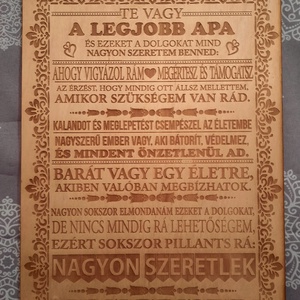 TE VAGY
A LEGJOBB APA
ÉS EZEKET A DOLGOKAT MIND
NAGYON SZERETEM BENNED:
AHOGY VIGYÁZOL RÁM❤MEGÉRTESZ, ÉS TÁMOGATSZ
AZ ÉRZÉST, HOGY MINDIG OTT ÁLLSZ MELLETTEM,
AMIKOR SZÜKSÉGEM VAN RÁD.
KALANDOT ÉS MEGLEPETÉST CSEMPÉSZEL AZ ÉLETEMBE
NAGYSZERŰ EMBER VAGY, AKI BÁTORÍT, VÉDELMEZ,
ÉS MINDENT ÖNZETLENÜL AD.
BARÁT VAGY EGY ÉLETRE,
AKIBEN VALÓBAN MEGBÍZHATOK.
NAGYON SOKSZOR ELMONDANÁM EZEKET A DOLGOKAT,
DE NINCS MINDIG RÁ LEHETŐSÉGEM,
EZÉRT SOKSZOR PILLANTS RÁ:
NAGYON SZERETLEK